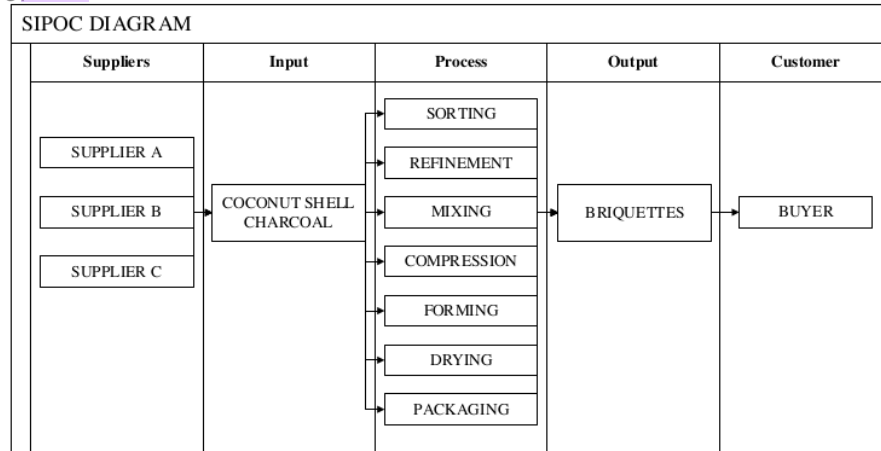 SIPOC DIAGRAM
Suppliers
Input
Process
Output
Customer
SUPPLIER A
SUPPLIER B
SUPPLIER C
COCONUT SHELL
CHARCOAL
SORTING
REFINEMENT
MIXING
COMPRESSION
FORMING
DRYING
PACKAGING
BRIQUETTES
BUYER